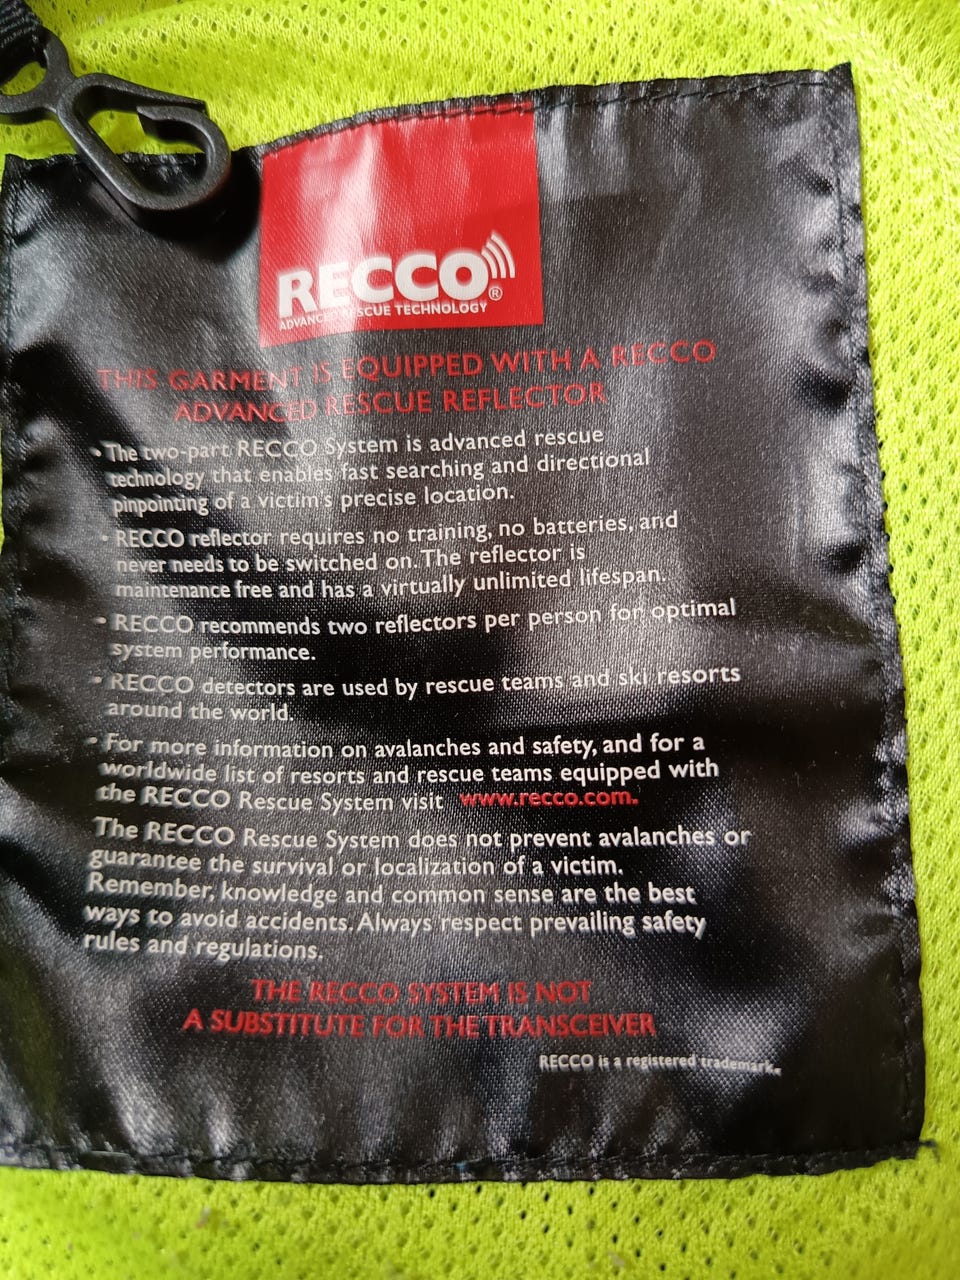 RECCO®
ADVANCED RESCUE TECHNOLOGY
THIS GARMENT IS EQUIPPED WITH A RECCO
ADVANCED RESCUE REFLECTOR
• The two-part RECCO System is advanced rescue
technology that enables fast searching and directional
pinpointing of a victim's precise location.
• RECCO reflector requires no training, no batteries, and
never needs to be switched on. The reflector is
maintenance free and has a virtually unlimited lifespan.
• RECCO recommends two reflectors per person for optimal
system performance.
• RECCO detectors are used by rescue teams and ski resorts
around the world.
• For more information on avalanches and safety, and for a
worldwide list of resorts and rescue teams equipped with
the RECCO Rescue System visit www.recco.com.
The RECCO Rescue System does not prevent avalanches or
guarantee the survival or localization of a victim.
Remember, knowledge and common sense are the best
ways to avoid accidents. Always respect prevailing safety
rules and regulations.
THE RECCO SYSTEM IS NOT
A SUBSTITUTE FOR THE TRANSCEIVER
RECCO is a registered trademark.